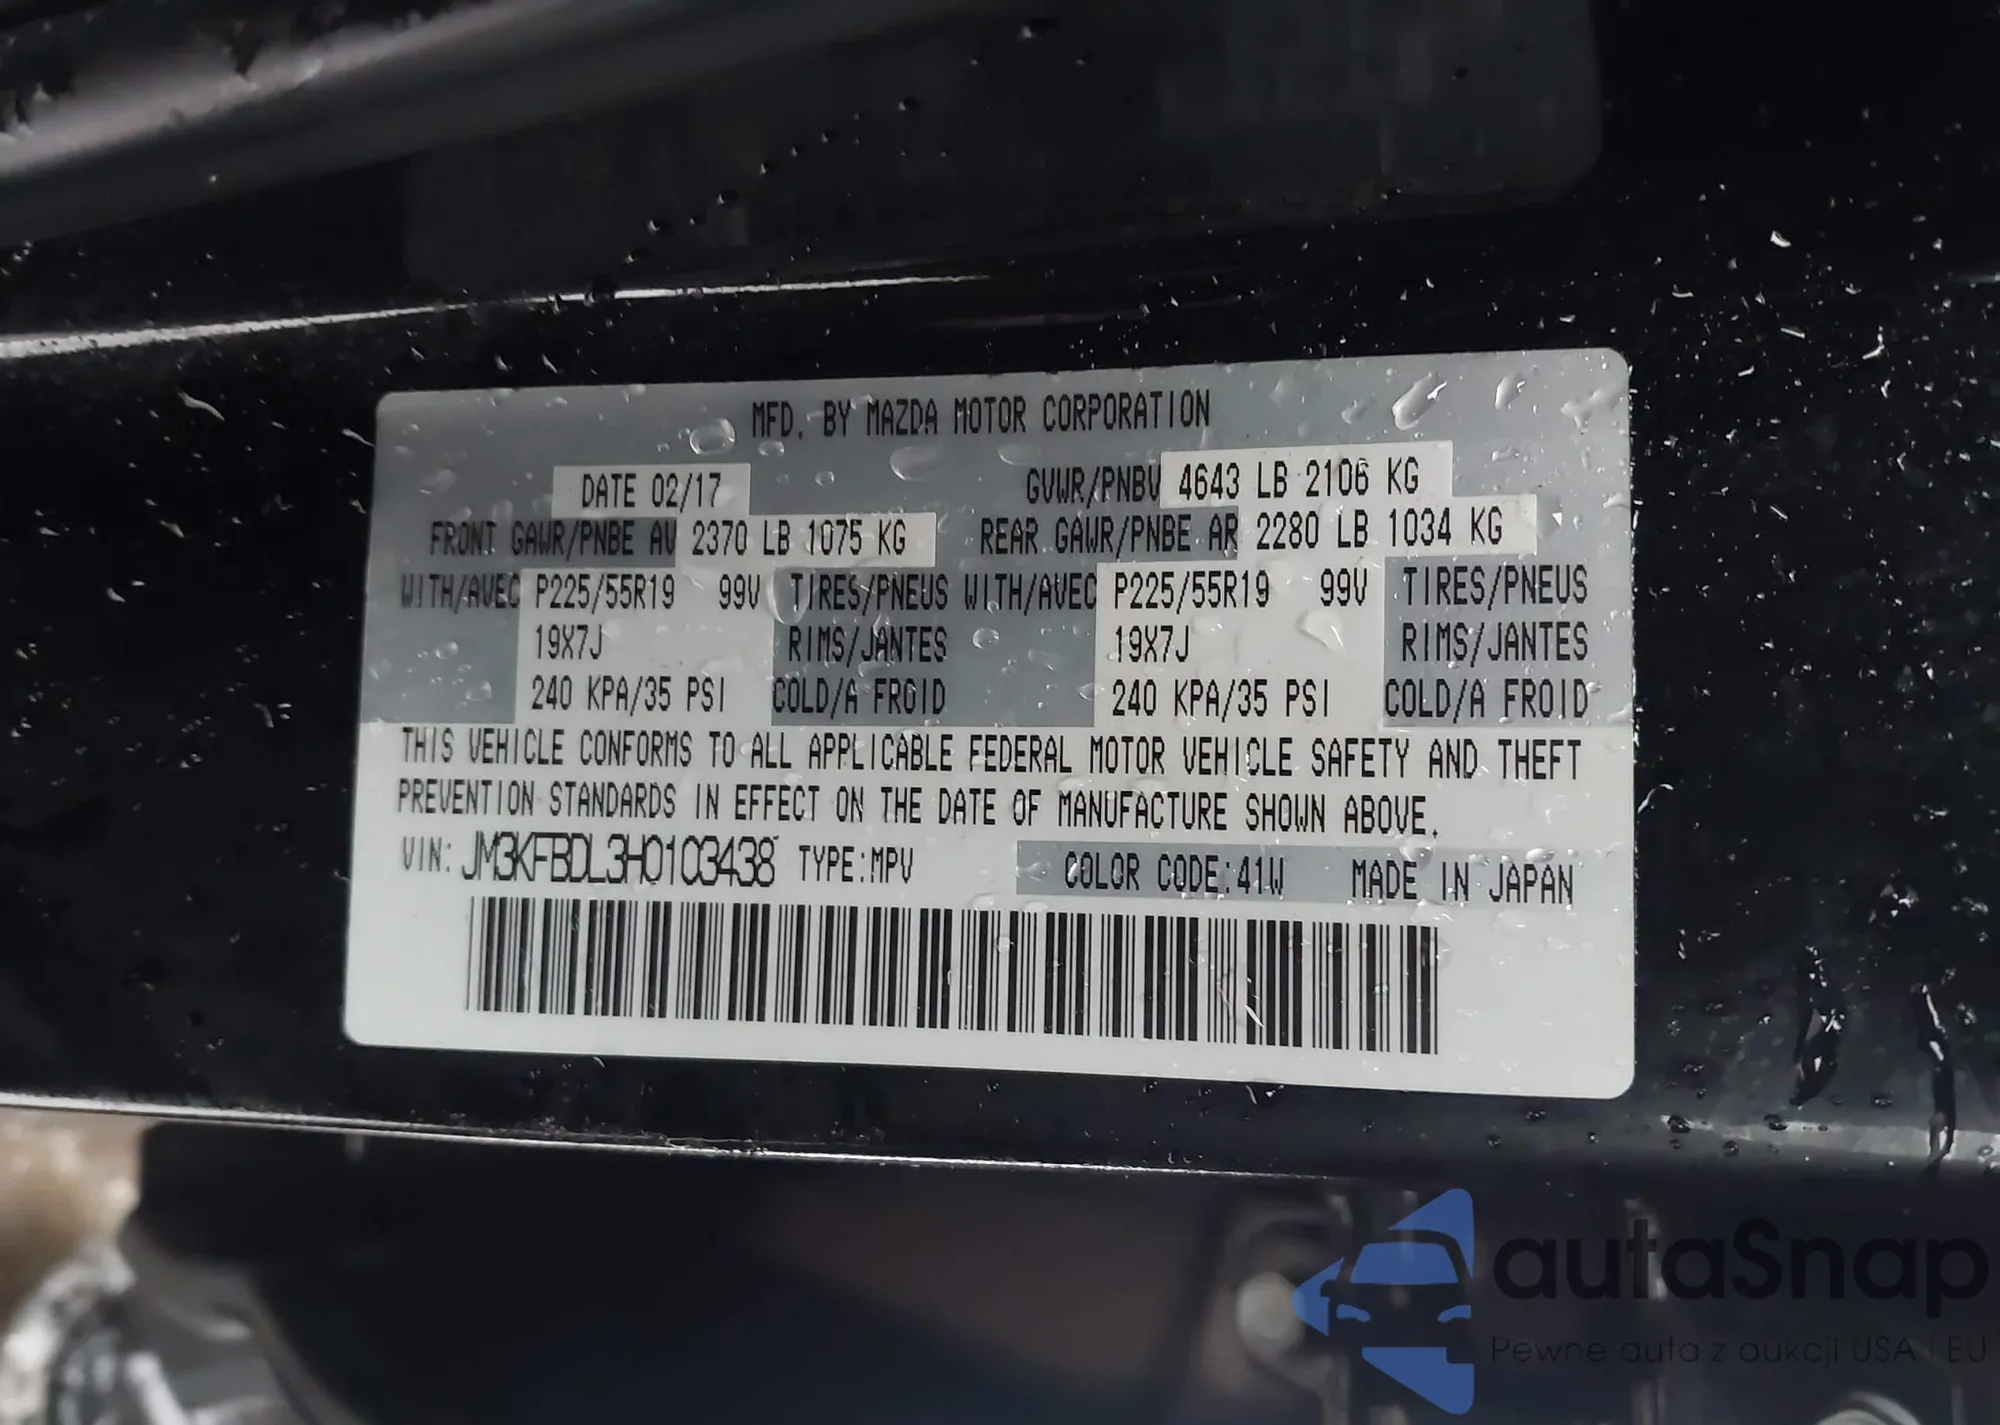 MFD. BY MAZDA MOTOR CORPORATION
DATE 02/17 GVWR/PNBV 4643 LB 2106 KG
FRONT GAWR/PNBE AV 2370 LB 1075 KG REAR GAWR/PNBE AR 2280 LB 1034 KG
WITH/AVEC P225/55R19 99V TIRES/PNEUS WITH/AVEC P225/55R19 99V TIRES/PNEUS
19X7J RIMS/JANTES 19X7J RIMS/JANTES
240 KPA/35 PSI COLD/A FROID 240 KPA/35 PSI COLD/A FROID
THIS VEHICLE CONFORMS TO ALL APPLICABLE FEDERAL MOTOR VEHICLE SAFETY AND THEFT
PREVENTION STANDARDS IN EFFECT ON THE DATE OF MANUFACTURE SHOWN ABOVE.
VIN: JM3KFBDL3H0103438 TYPE:MPV COLOR CODE:41W MADE IN JAPAN
autaSnap
Pewne auta z aukcji USA i EU